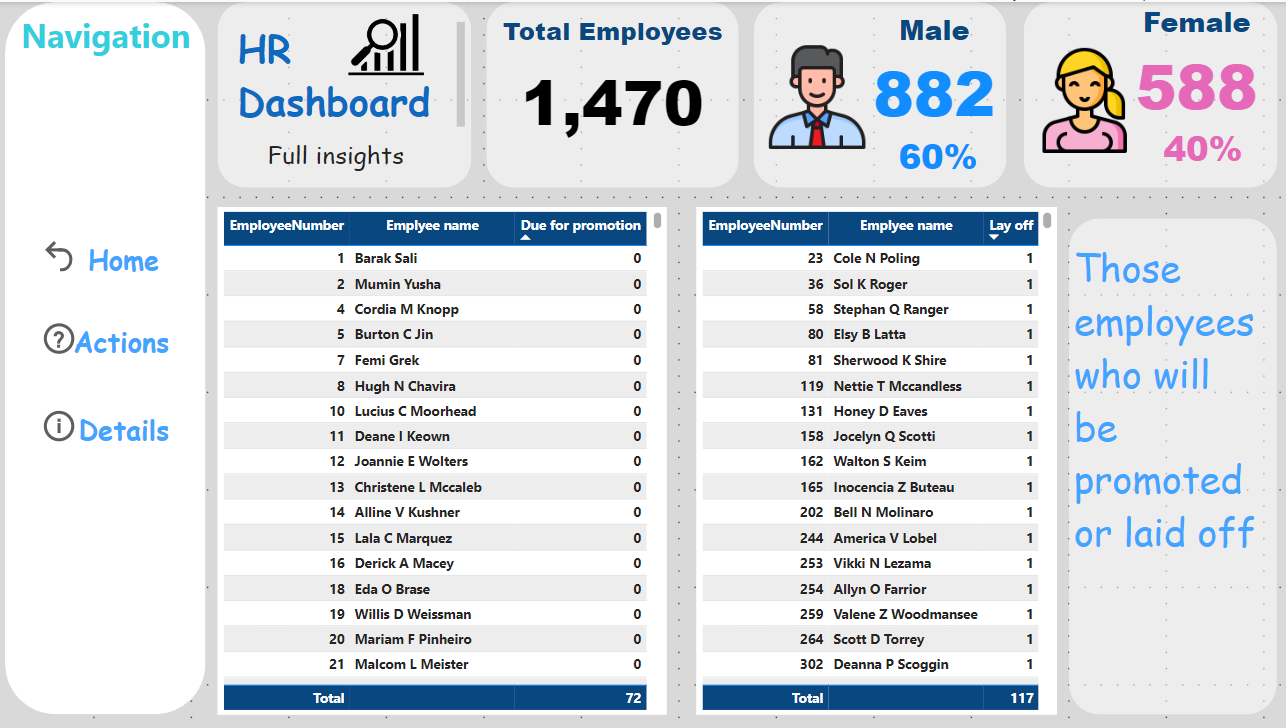 Navigation
Home
Actions
Details
HR
Dashboard
Full insights
Total Employees
1,470
Male
882
60%
Female
588
40%
EmployeeNumber Emplyee name Due for promotion
1 Barak Sali 0
2 Mumin Yusha 0
4 Cordia M Knopp 0
5 Burton C Jin 0
7 Femi Grek 0
8 Hugh N Chavira 0
10 Lucius C Moorhead 0
11 Deane I Keown 0
12 Joannie E Wolters 0
13 Christene L Mccaleb 0
14 Alline V Kushner 0
15 Lala C Marquez 0
16 Derick A Macey 0
18 Eda O Brase 0
19 Willis D Weissman 0
20 Mariam F Pinheiro 0
21 Malcom L Meister 0
Total 72
EmployeeNumber Emplyee name Lay off
23 Cole N Poling 1
36 Sol K Roger 1
58 Stephan Q Ranger 1
80 Elsy B Latta 1
81 Sherwood K Shire 1
119 Nettie T Mccandless 1
131 Honey D Eaves 1
158 Jocelyn Q Scotti 1
162 Walton S Keim 1
165 Inocencia Z Buteau 1
202 Bell N Molinaro 1
244 America V Lobel 1
253 Vikki N Lezama 1
254 Allyn O Farrior 1
259 Valene Z Woodmansee 1
264 Scott D Torrey 1
302 Deanna P Scoggin 1
Total 117
Those
employees
who will
be
promoted
or laid off